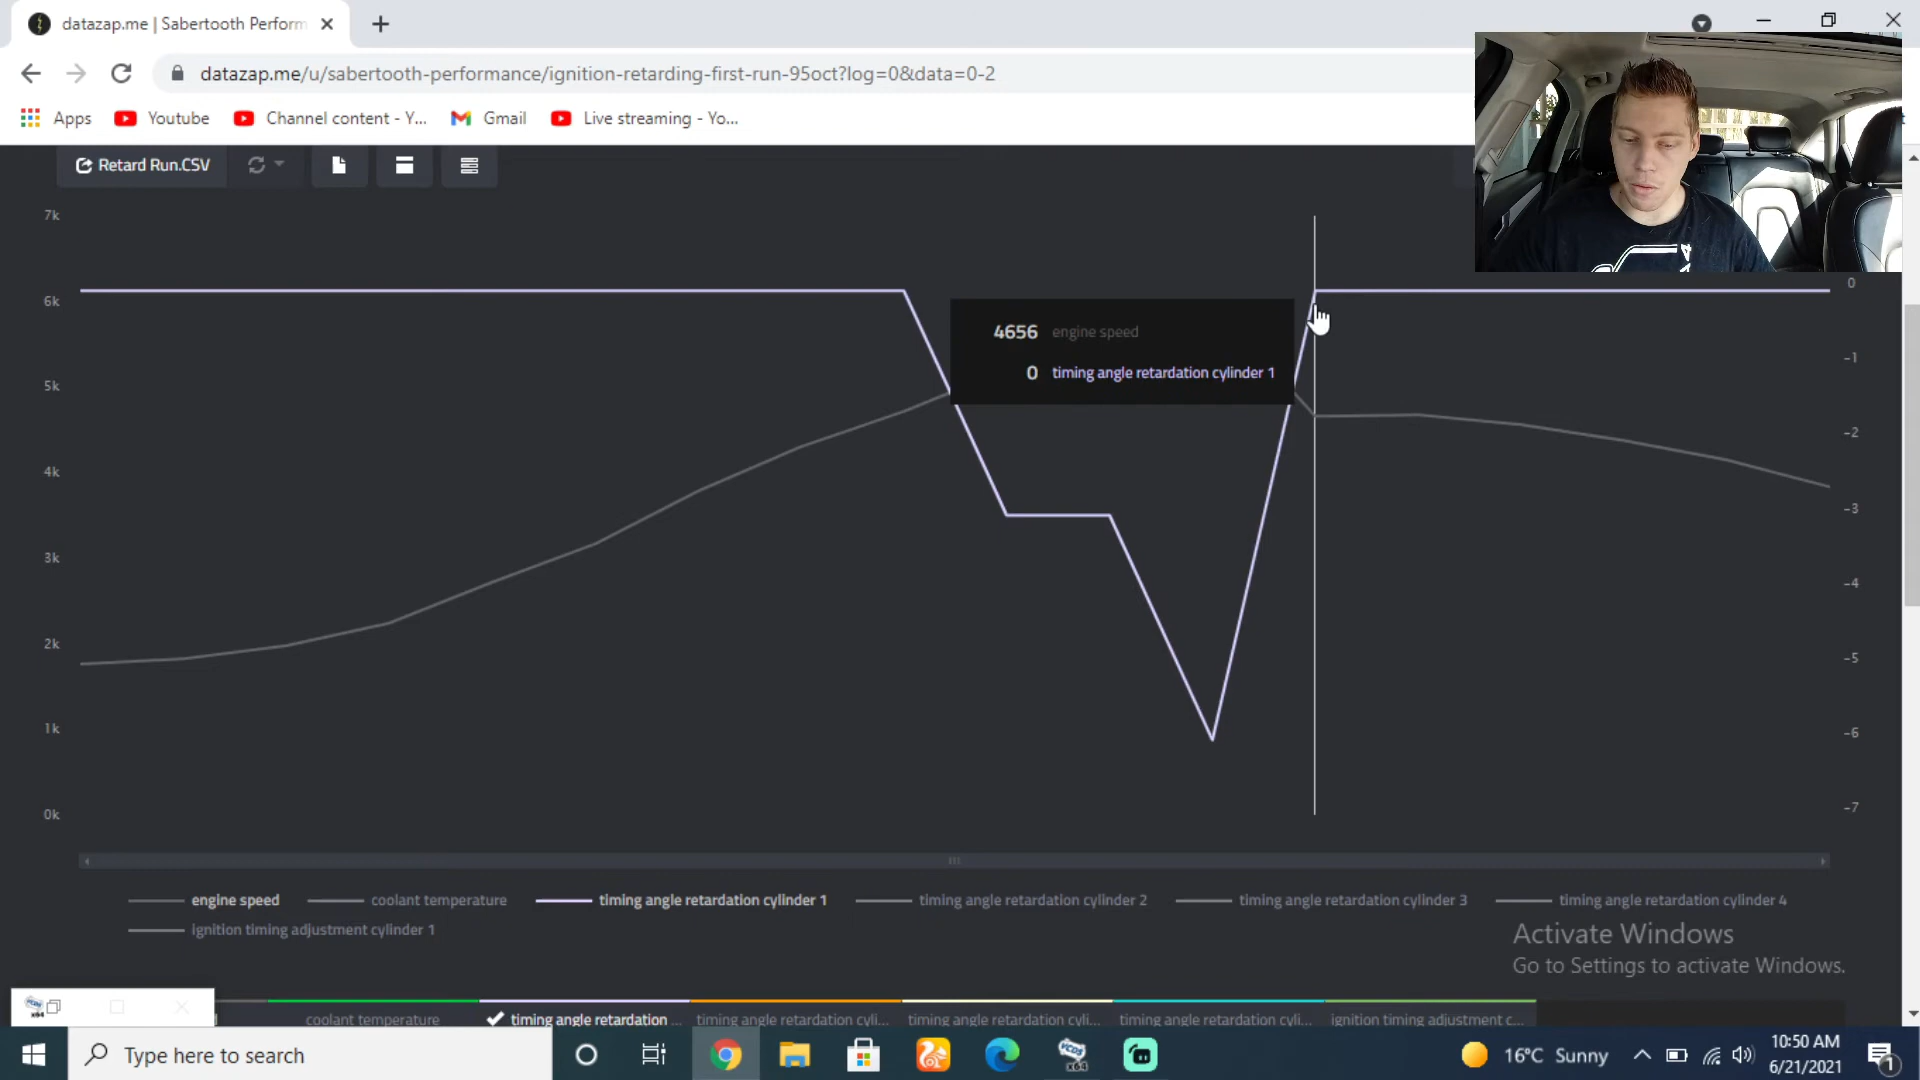 datazap.me | Sabertooth Perform
datazap.me/u/sabertooth-performance/ignition-retarding-first-run-95oct?log=0&data=0-2
Apps Youtube Channel content - Y... Gmail Live streaming - Yo...
Retard Run.CSV
7k
6k
5k
4k
3k
2k
1k
0k
0
-1
-2
-3
-4
-5
-6
-7
4656 engine speed
0 timing angle retardation cylinder 1
engine speed coolant temperature timing angle retardation cylinder 1 timing angle retardation cylinder 2 timing angle retardation cylinder 3 timing angle retardation cylinder 4
ignition timing adjustment cylinder 1
Activate Windows
Go to Settings to activate Windows.
coolant temperature timing angle retardation ... timing angle retardation cyli... timing angle retardation cyli... timing angle retardation cyli... ignition timing adjustment c...
Type here to search
16°C Sunny
10:50 AM
6/21/2021
1